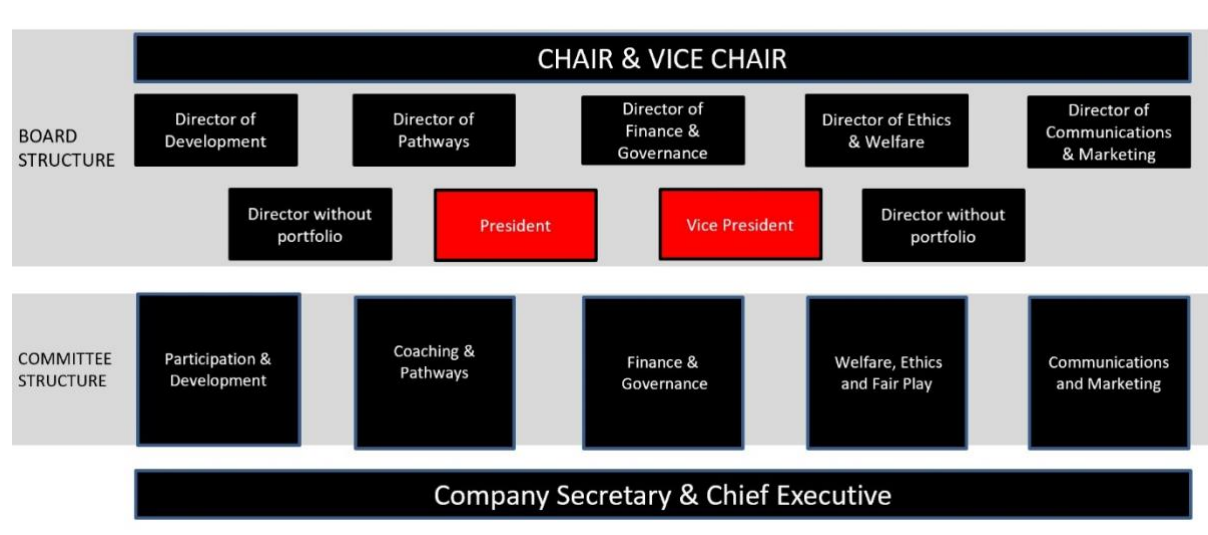 CHAIR & VICE CHAIR
BOARD
STRUCTURE
Director of
Development
Director of
Pathways
Director of
Finance &
Governance
Director of Ethics
& Welfare
Director of
Communications
& Marketing
Director without
portfolio
President
Vice President
Director without
portfolio
COMMITTEE
STRUCTURE
Participation &
Development
Coaching &
Pathways
Finance &
Governance
Welfare, Ethics
and Fair Play
Communications
and Marketing
Company Secretary & Chief Executive